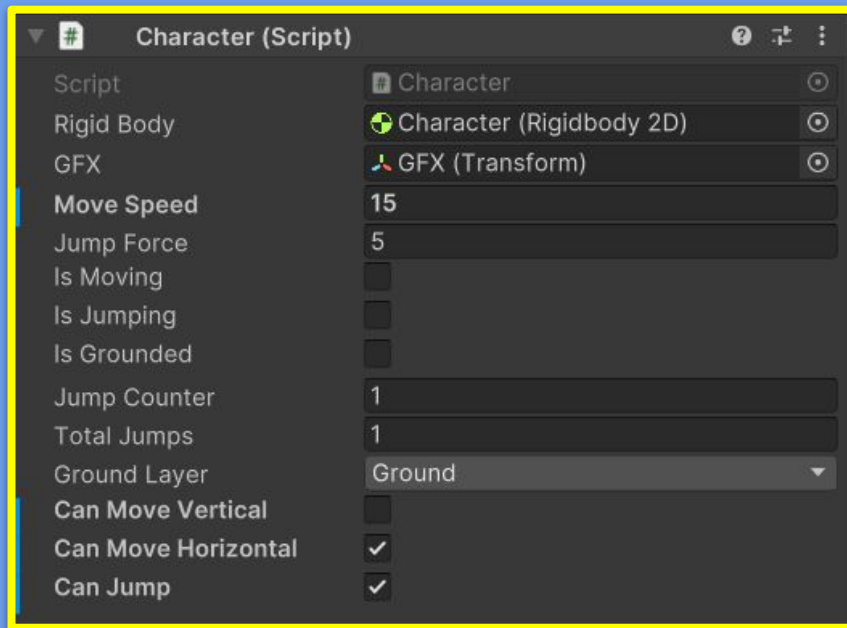 Character (Script)
Script Character
Rigid Body Character (Rigidbody 2D)
GFX GFX (Transform)
Move Speed 15
Jump Force 5
Is Moving
Is Jumping
Is Grounded
Jump Counter 1
Total Jumps 1
Ground Layer Ground
Can Move Vertical
Can Move Horizontal
Can Jump